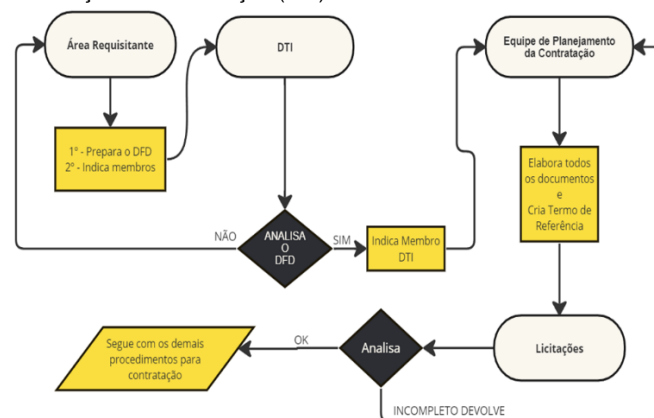 Área Requisitante
DTI
Equipe de Planejamento
da Contratação
1º - Prepara o DFD
2º - Indica membros
Elabora todos
os documentos
e
Cria Termo de
Referência
NÃO
ANALISA
O
DFD
SIM
Indica Membro
DTI
Segue com os demais
procedimentos para
contratação
OK
Analisa
Licitações
INCOMPLETO DEVOLVE